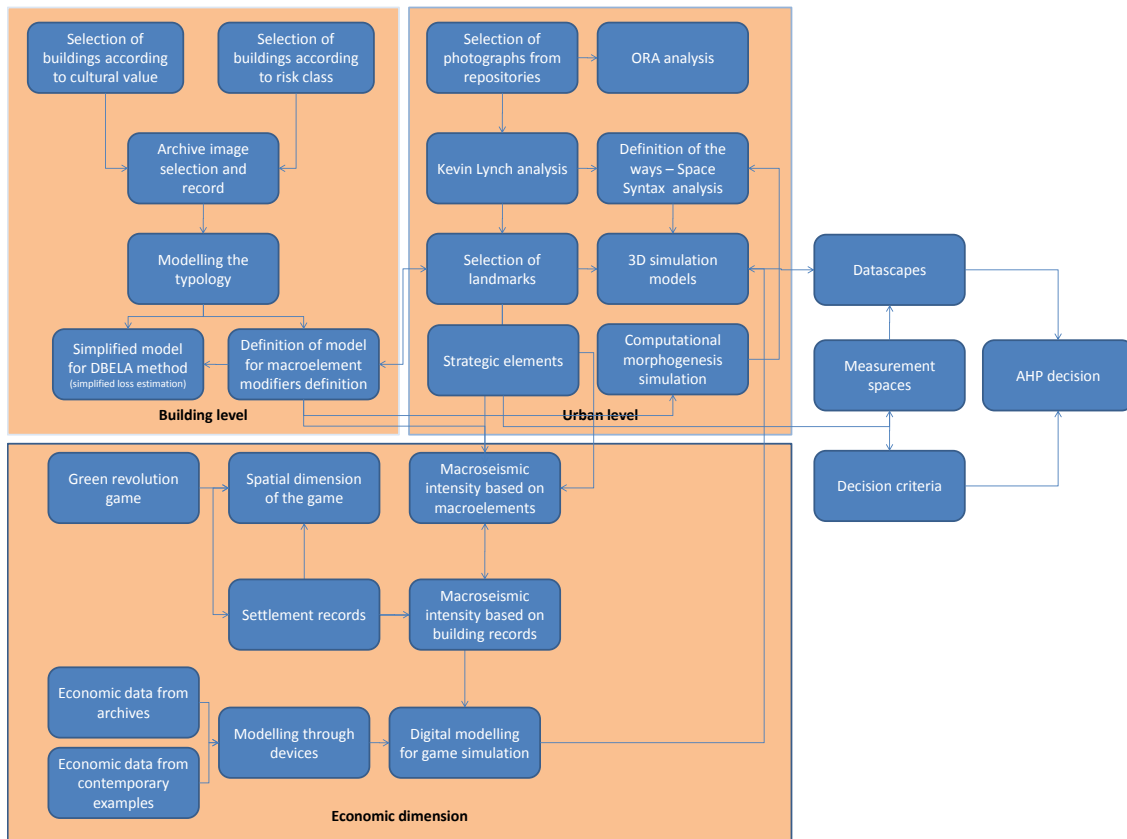 Selection of
buildings according
to cultural value
Selection of
buildings according
to risk class
Archive image
selection and
record
Modelling the
typology
Simplified model
for DBELA method
(simplified loss estimation)
Definition of model
for macroelement
modifiers definition
Building level
Selection of
photographs from
repositories
ORA analysis
Kevin Lynch analysis
Definition of the
ways – Space
Syntax analysis
Selection of
landmarks
3D simulation
models
Strategic elements
Computational
morphogenesis
simulation
Urban level
Datascapes
Measurement
spaces
AHP decision
Decision criteria
Green revolution
game
Spatial dimension
of the game
Macroseismic
intensity based on
macroelements
Settlement records
Macroseismic
intensity based on
building records
Economic data from
archives
Economic data from
contemporary
examples
Modelling through
devices
Digital modelling
for game simulation
Economic dimension